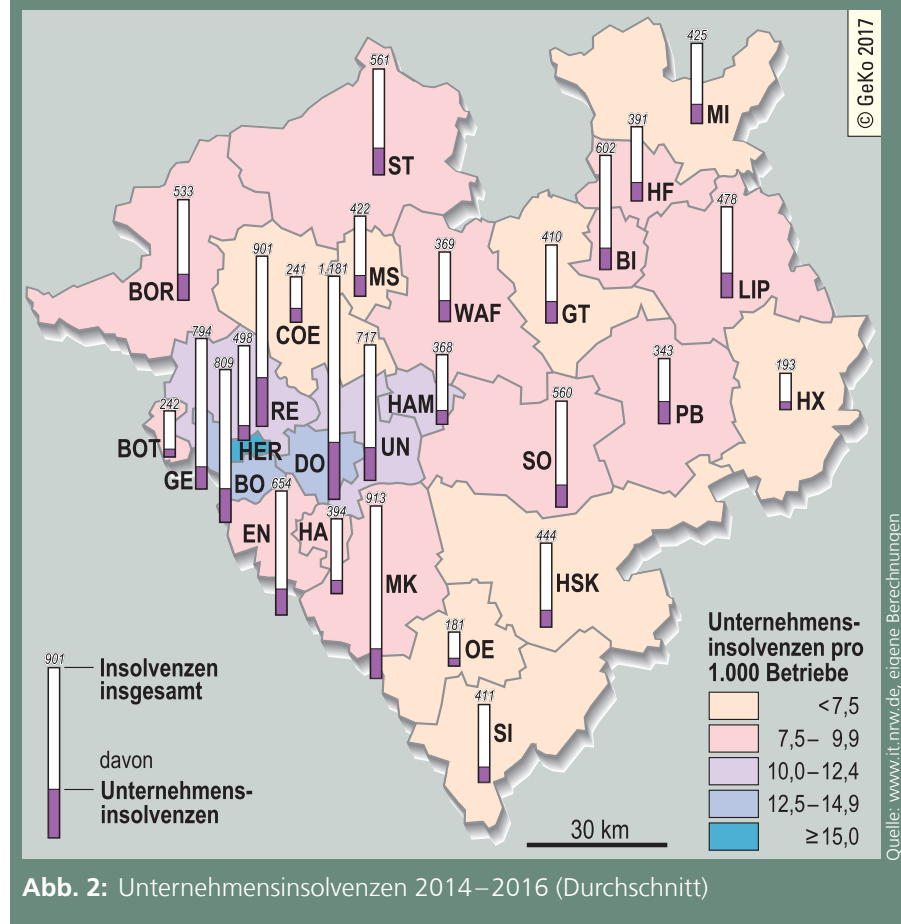 © GeKo 2017
425
MI
561
ST
391
HF
602
BI
533
BOR
422
MS
478
LIP
901
RE
241
COE
1.181
DO
369
WAF
410
GT
794
GE
498
HER
809
BO
717
UN
368
HAM
343
PB
193
HX
242
BOT
560
SO
654
EN
394
HA
913
MK
444
HSK
181
OE
411
SI
901
Insolvenzen
insgesamt
davon
Unternehmens-
insolvenzen
Unternehmens-
insolvenzen pro
1.000 Betriebe
<7,5
7,5– 9,9
10,0–12,4
12,5–14,9
≥15,0
30 km
Quelle: www.it.nrw.de, eigene Berechnungen
Abb. 2: Unternehmensinsolvenzen 2014–2016 (Durchschnitt)